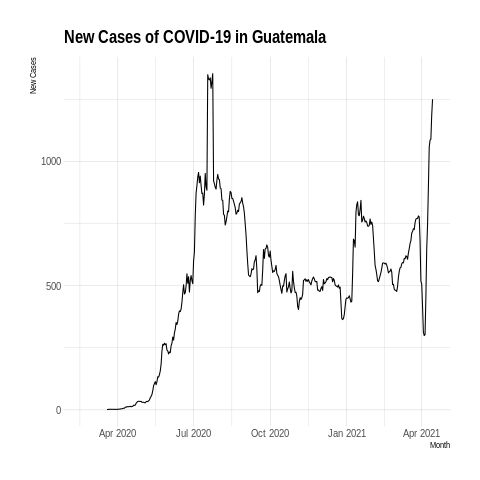 New Cases of COVID-19 in Guatemala
New Cases
1000
500
0
Apr 2020 Jul 2020 Oct 2020 Jan 2021 Apr 2021
Month